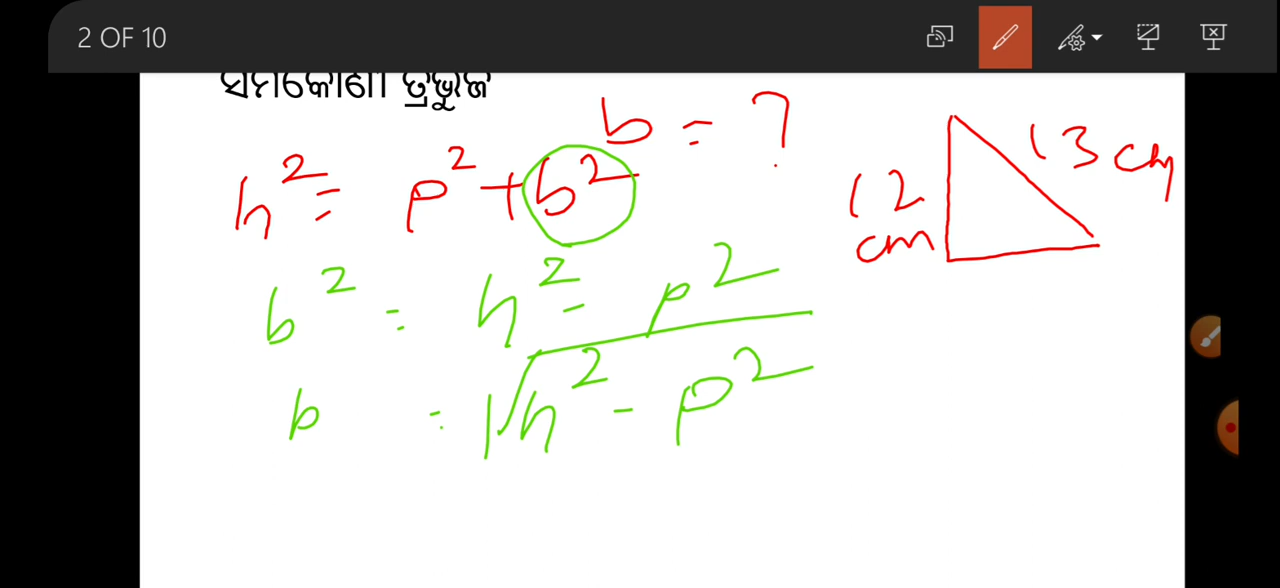 2 OF 10
ସମକୋଣୀ ତ୍ରିଭୁଜ
b = ?
h² = p² + b²
13 cm
12
cm
b² = h² - p²
b = √h² - p²